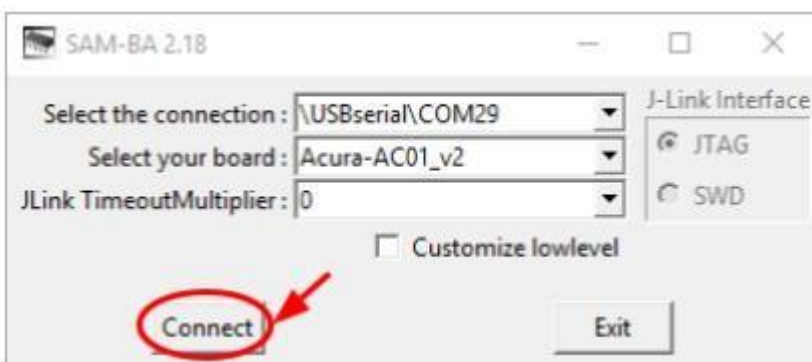 SAM-BA 2.18
Select the connection : \USBserial\COM29
J-Link Interface
Select your board : Acura-AC01_v2
JTAG
JLink TimeoutMultiplier : 0
SWD
Customize lowlevel
Connect
Exit